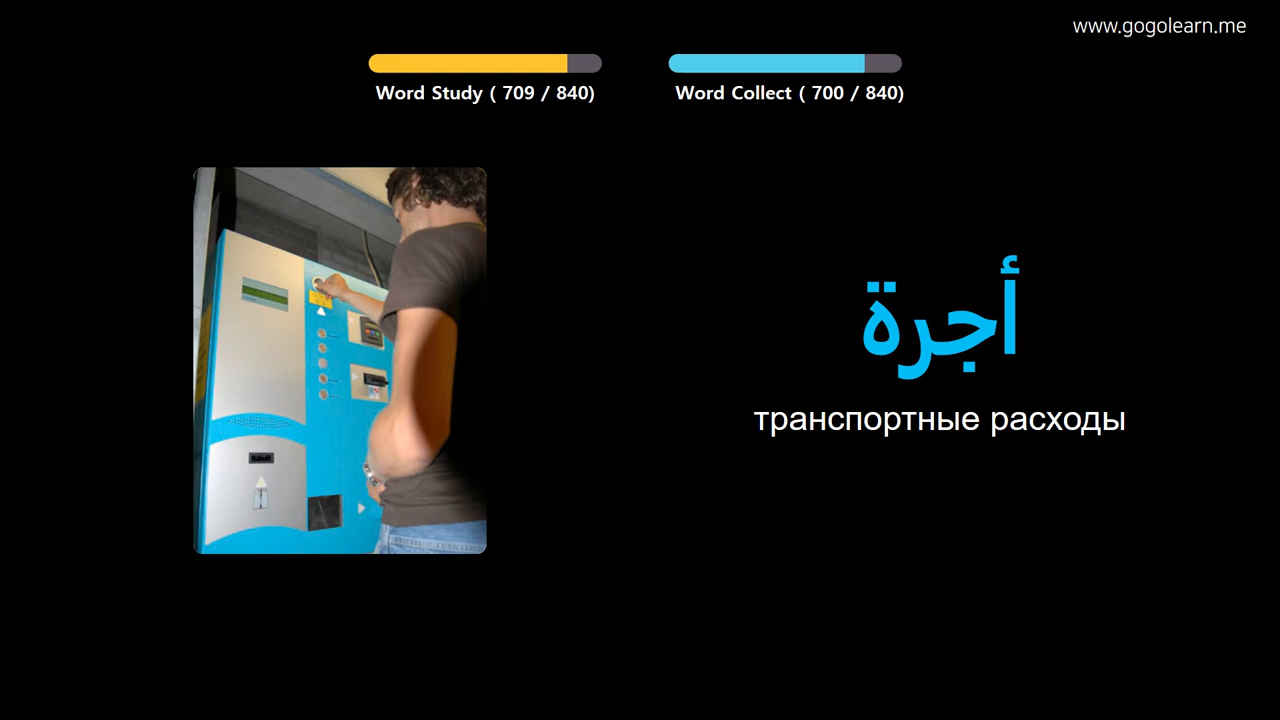 www.gogolearn.me
Word Study ( 709 / 840)
Word Collect ( 700 / 840)
أجرة
транспортные расходы